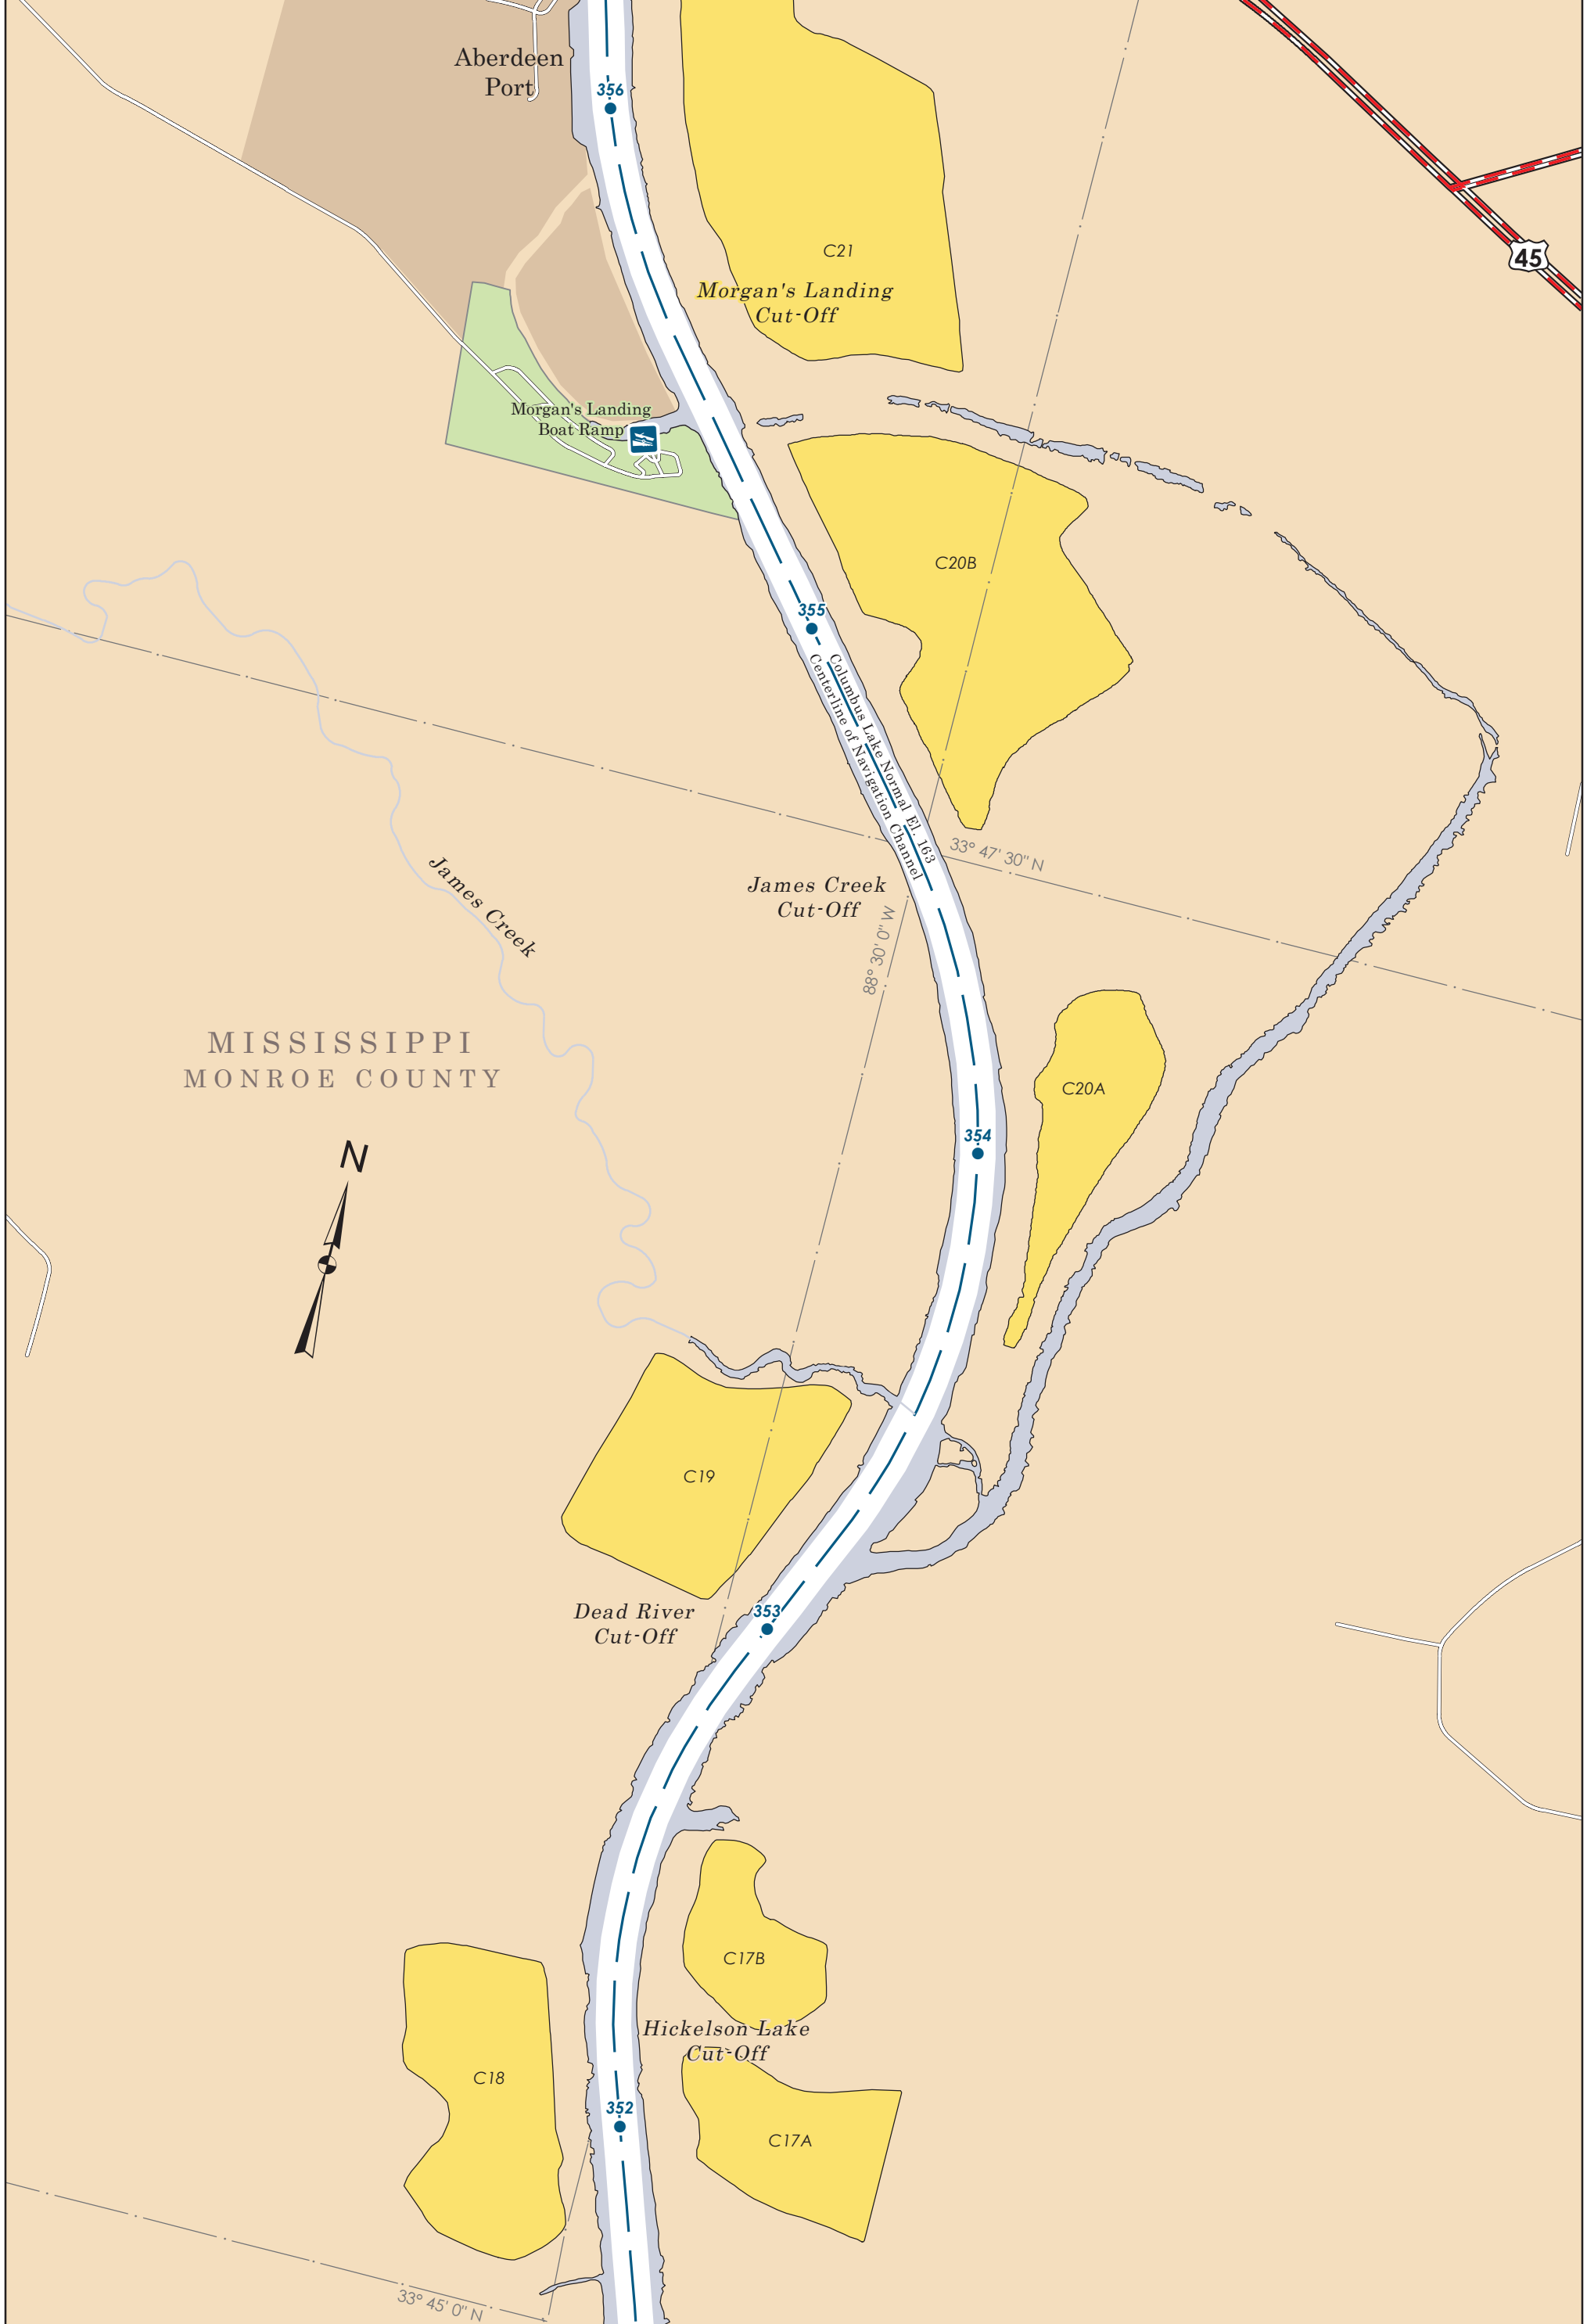 Aberdeen
Port
356
C21
45
Morgan's Landing
Cut-Off
Morgan's Landing
Boat Ramp
C20B
355
Columbus Lake Normal El. 163
Centerline of Navigation Channel
33° 47' 30" N
James Creek
James Creek
Cut-Off
88° 30' 0" W
MISSISSIPPI
MONROE COUNTY
C20A
354
N
C19
Dead River
Cut-Off
353
C17B
Hickelson Lake
Cut-Off
C18
352
C17A
33° 45' 0" N